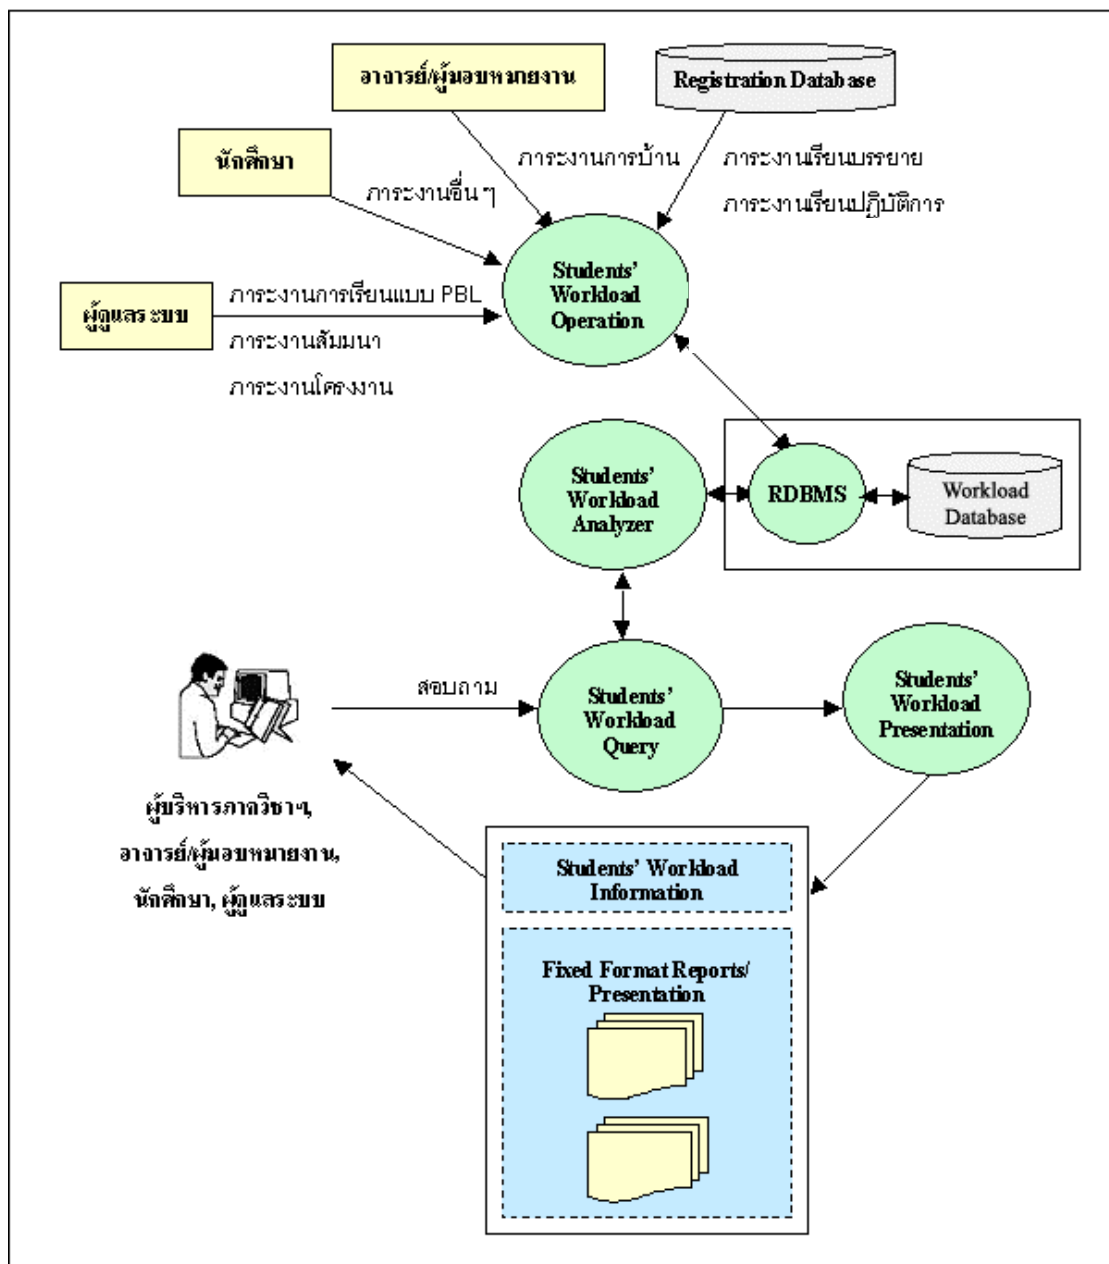 อาจารย์/ผู้มอบหมายงาน
Registration Database
นักศึกษา
ภาระงานการบ้าน
ภาระงานเรียนบรรยาย
ภาระงานอื่นๆ
ภาระงานเรียนปฏิบัติการ
Students’
Workload
Operation
ผู้ดูแลระบบ
ภาระงานการเรียนแบบ PBL
ภาระงานสัมมนา
ภาระงานโครงงาน
Students’
Workload
Analyzer
RDBMS
Workload
Database
สอบถาม
Students’
Workload
Query
Students’
Workload
Presentation
ผู้บริหารภาควิชาฯ,
อาจารย์/ผู้มอบหมายงาน,
นักศึกษา, ผู้ดูแลระบบ
Students’ Workload
Information
Fixed Format Reports/
Presentation